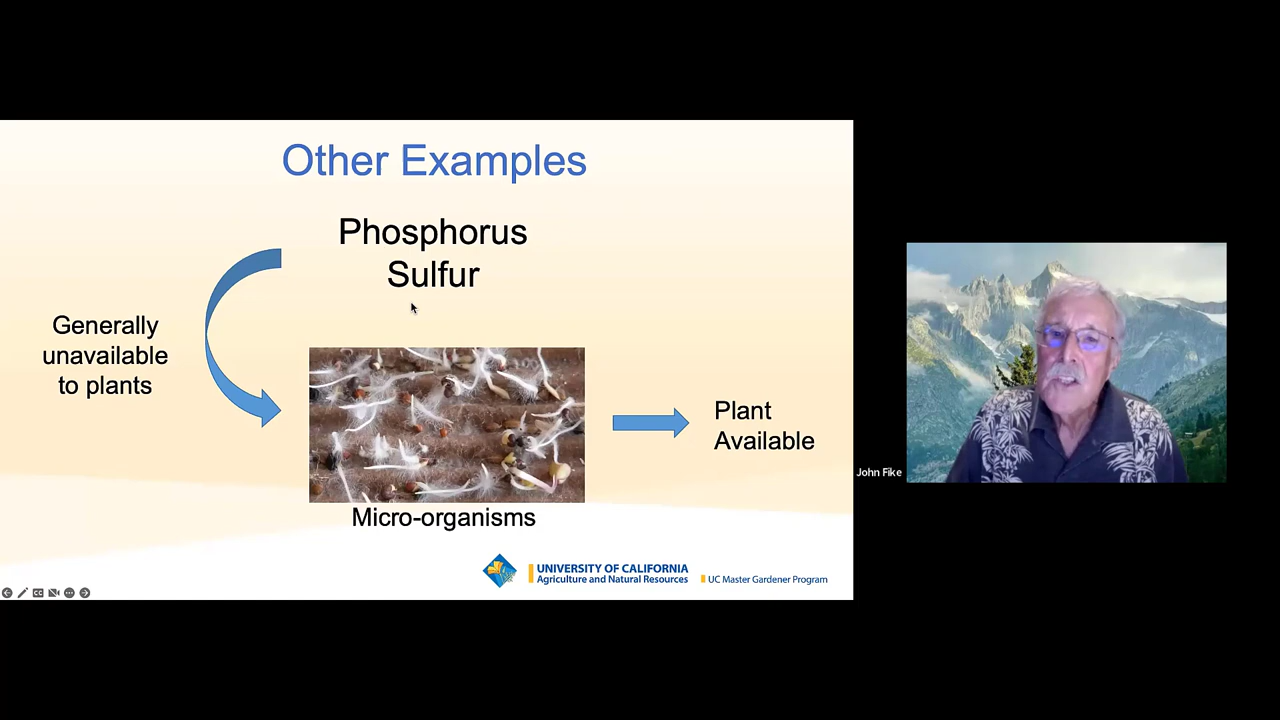 Other Examples
Phosphorus
Sulfur
Generally
unavailable
to plants
Plant
Available
Micro-organisms
UNIVERSITY OF CALIFORNIA
Agriculture and Natural Resources
UC Master Gardener Program
John Fike
CC